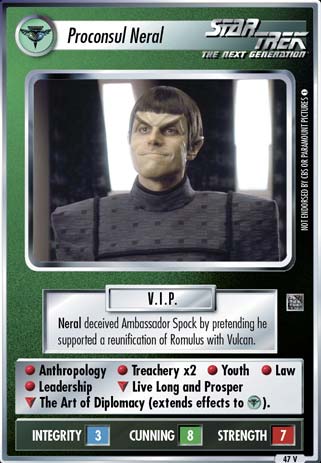 Proconsul Neral
STAR TREK
THE NEXT GENERATION
NOT ENDORSED BY CBS OR PARAMOUNT PICTURES
V.I.P.
Neral deceived Ambassador Spock by pretending he
supported a reunification of Romulus with Vulcan.
Anthropology Treachery x2 Youth Law
Leadership Live Long and Prosper
The Art of Diplomacy (extends effects to ).
INTEGRITY 3 CUNNING 8 STRENGTH 7
47 V